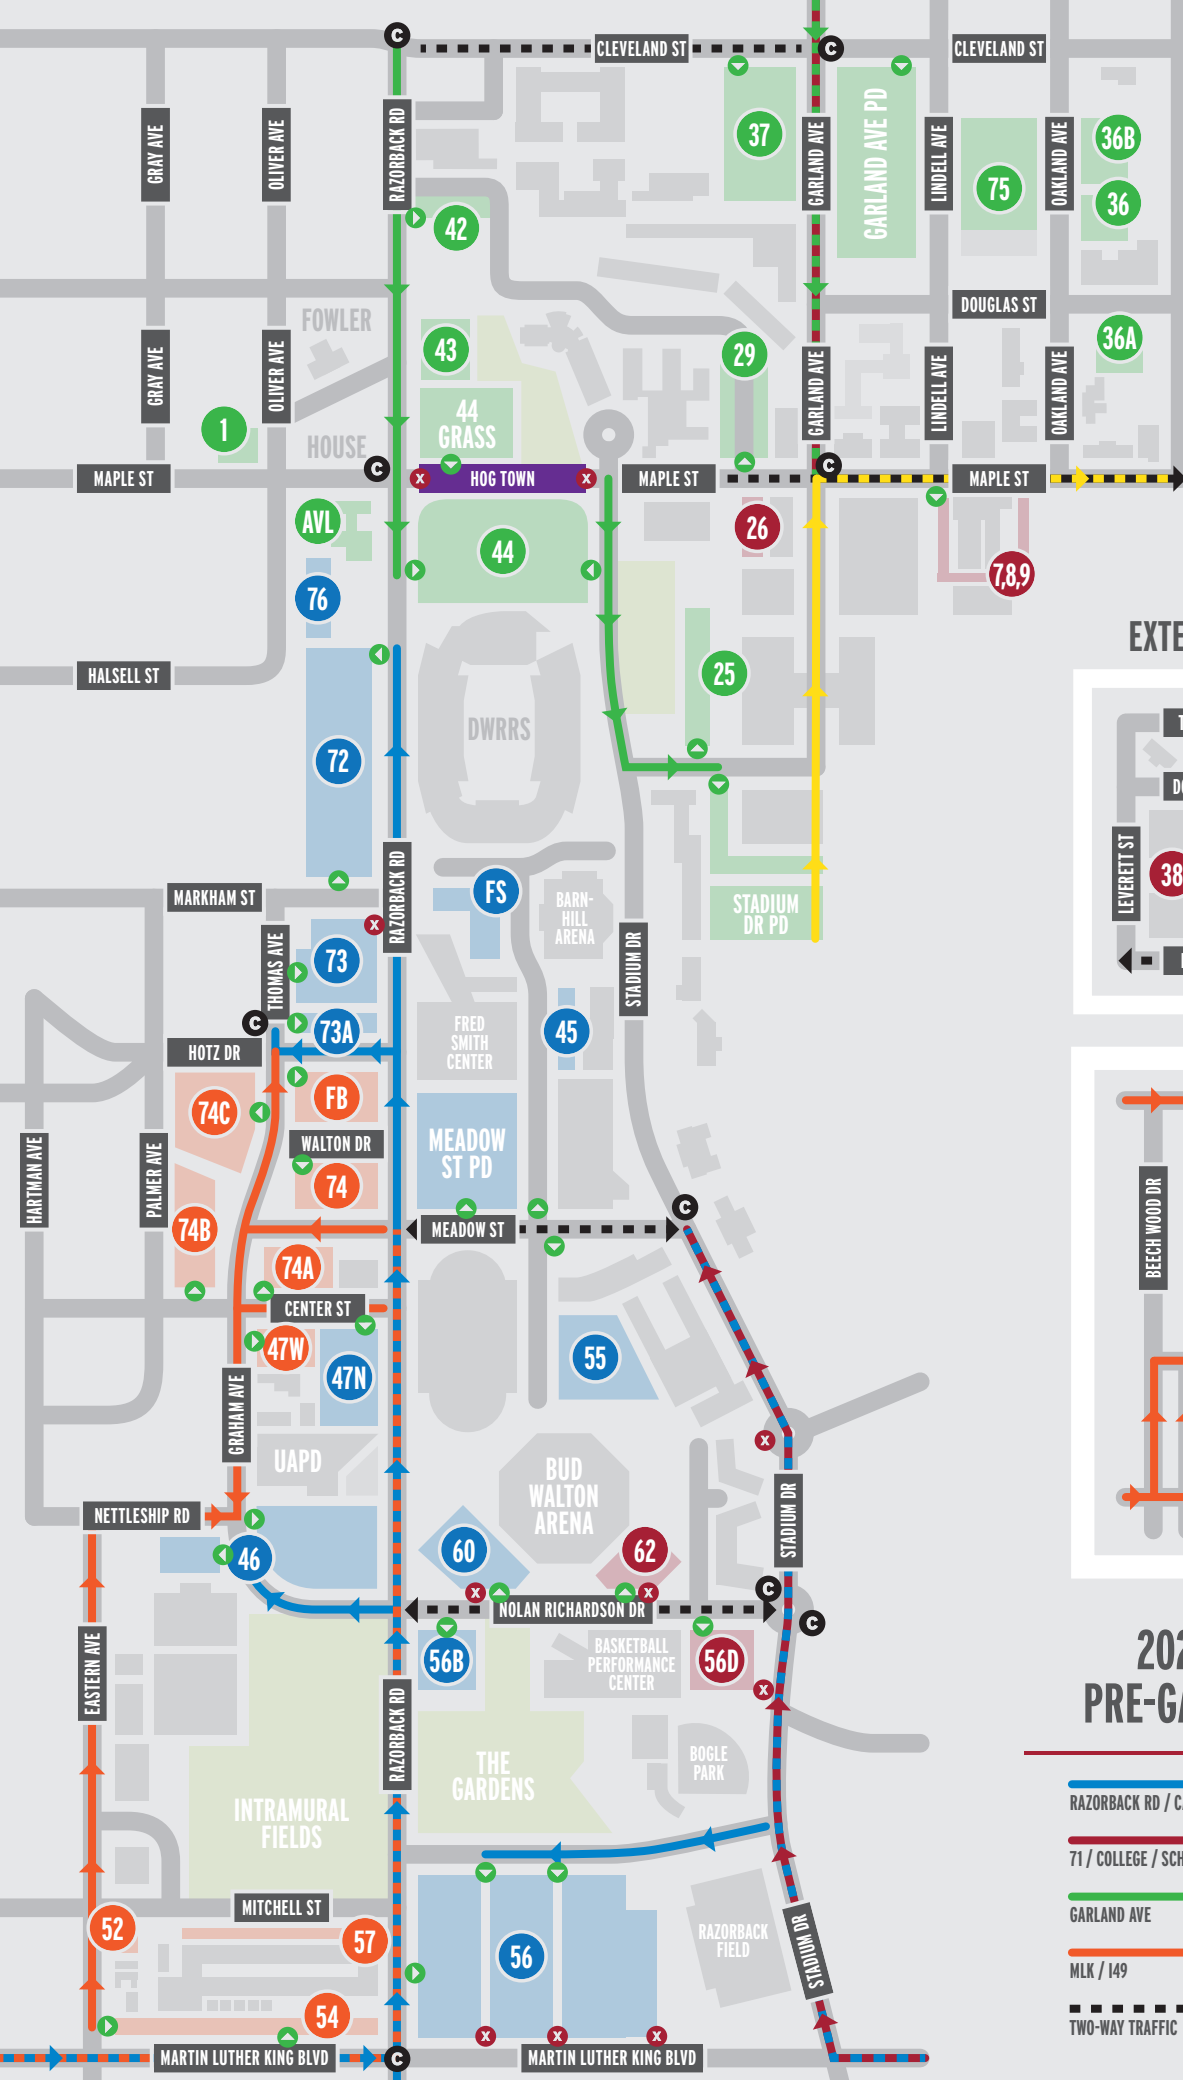 C
CLEVELAND ST
C
CLEVELAND ST
GRAY AVE
OLIVER AVE
RAZORBACK RD
37
GARLAND AVE
GARLAND AVE PD
LINDELL AVE
75
OAKLAND AVE
36B
36
42
FOWLER
HOUSE
DOUGLAS ST
36A
GRAY AVE
OLIVER AVE
43
29
GARLAND AVE
LINDELL AVE
OAKLAND AVE
1
44
GRASS
MAPLE ST
C
X
HOG TOWN
X
MAPLE ST
C
MAPLE ST
AVL
44
26
7,8,9
76
HALSELL ST
25
DWRRS
72
EXTE
T
DO
LEVERETT ST
38
MARKHAM ST
RAZORBACK RD
FS
BARN-
HILL
ARENA
STADIUM
DR PD
X
THOMAS AVE
73
STADIUM DR
C
73A
FRED
SMITH
CENTER
45
HOTZ DR
74C
FB
WALTON DR
MEADOW
ST PD
HARTMAN AVE
PALMER AVE
74
74B
MEADOW ST
C
BEECH WOOD DR
74A
CENTER ST
47W
47N
55
GRAHAM AVE
UAPD
X
BUD
WALTON
ARENA
NETTLESHIP RD
STADIUM DR
46
60
62
X
X
C
NOLAN RICHARDSON DR
C
EASTERN AVE
56B
BASKETBALL
PERFORMANCE
CENTER
56D
X
202
PRE-GA
RAZORBACK RD
THE
GARDENS
BOGLE
PARK
INTRAMURAL
FIELDS
RAZORBACK RD / C
71 / COLLEGE / SCH
GARLAND AVE
MLK / I49
TWO-WAY TRAFFIC
MITCHELL ST
52
57
56
RAZORBACK
FIELD
STADIUM DR
54
X
X
X
MARTIN LUTHER KING BLVD
C
MARTIN LUTHER KING BLVD